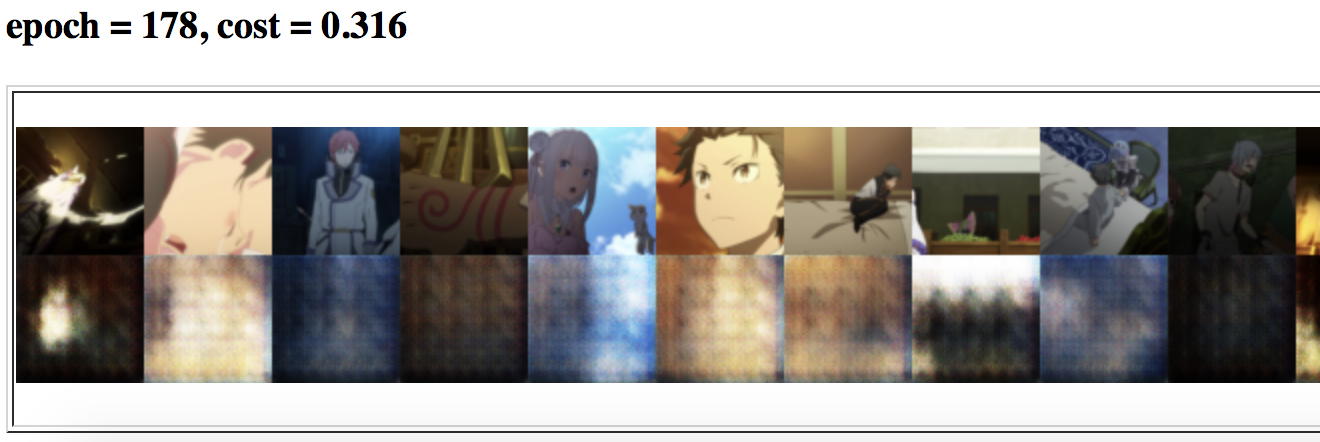 epoch = 178, cost = 0.316